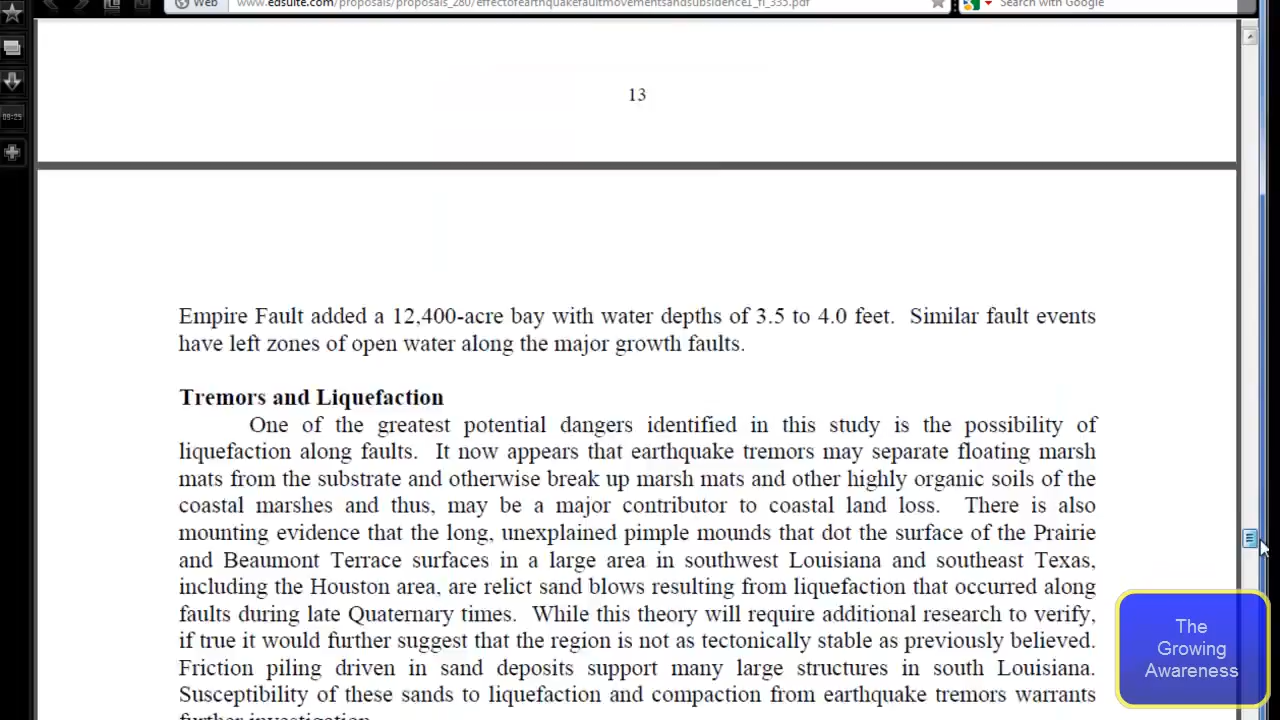 Web
www.edsuite.com/proposals/proposals_280/effectofearthquakefaultmovementsandsubsidence1_fl_335.pdf
Search with Google
09:25
13
Empire Fault added a 12,400-acre bay with water depths of 3.5 to 4.0 feet. Similar fault events
have left zones of open water along the major growth faults.
Tremors and Liquefaction
One of the greatest potential dangers identified in this study is the possibility of
liquefaction along faults. It now appears that earthquake tremors may separate floating marsh
mats from the substrate and otherwise break up marsh mats and other highly organic soils of the
coastal marshes and thus, may be a major contributor to coastal land loss. There is also
mounting evidence that the long, unexplained pimple mounds that dot the surface of the Prairie
and Beaumont Terrace surfaces in a large area in southwest Louisiana and southeast Texas,
including the Houston area, are relict sand blows resulting from liquefaction that occurred along
faults during late Quaternary times. While this theory will require additional research to verify,
if true it would further suggest that the region is not as tectonically stable as previously believed.
Friction piling driven in sand deposits support many large structures in south Louisiana.
Susceptibility of these sands to liquefaction and compaction from earthquake tremors warrants
further investigation.
The
Growing
Awareness